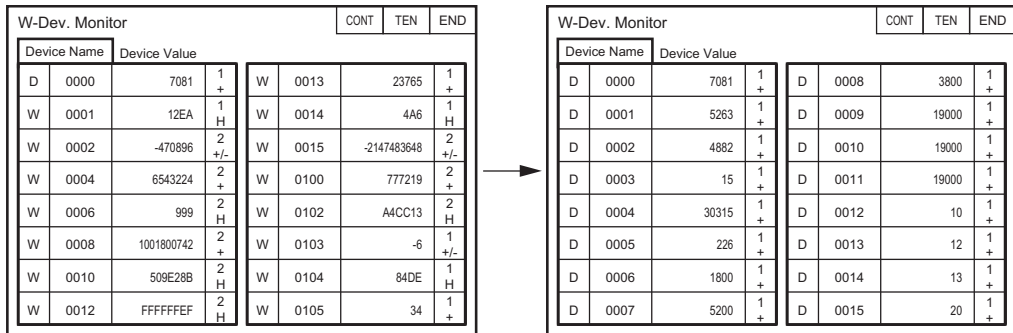 W-Dev. Monitor CONT TEN END
Device Name Device Value
D 0000 7081 1 +
W 0001 12EA 1 H
W 0002 -470896 2 +/-
W 0004 6543224 2 +
W 0006 999 2 H
W 0008 1001800742 2 +
W 0010 509E28B 2 H
W 0012 FFFFFFEF 2 H
W 0013 23765 1 +
W 0014 4A6 1 H
W 0015 -2147483648 2 +/-
W 0100 777219 2 +
W 0102 A4CC13 2 H
W 0103 -6 1 +/-
W 0104 84DE 1 H
W 0105 34 1 +
W-Dev. Monitor CONT TEN END
Device Name Device Value
D 0000 7081 1 +
D 0001 5263 1 +
D 0002 4882 1 +
D 0003 15 1 +
D 0004 30315 1 +
D 0005 226 1 +
D 0006 1800 1 +
D 0007 5200 1 +
D 0008 3800 1 +
D 0009 19000 1 +
D 0010 19000 1 +
D 0011 19000 1 +
D 0012 10 1 +
D 0013 12 1 +
D 0014 13 1 +
D 0015 20 1 +